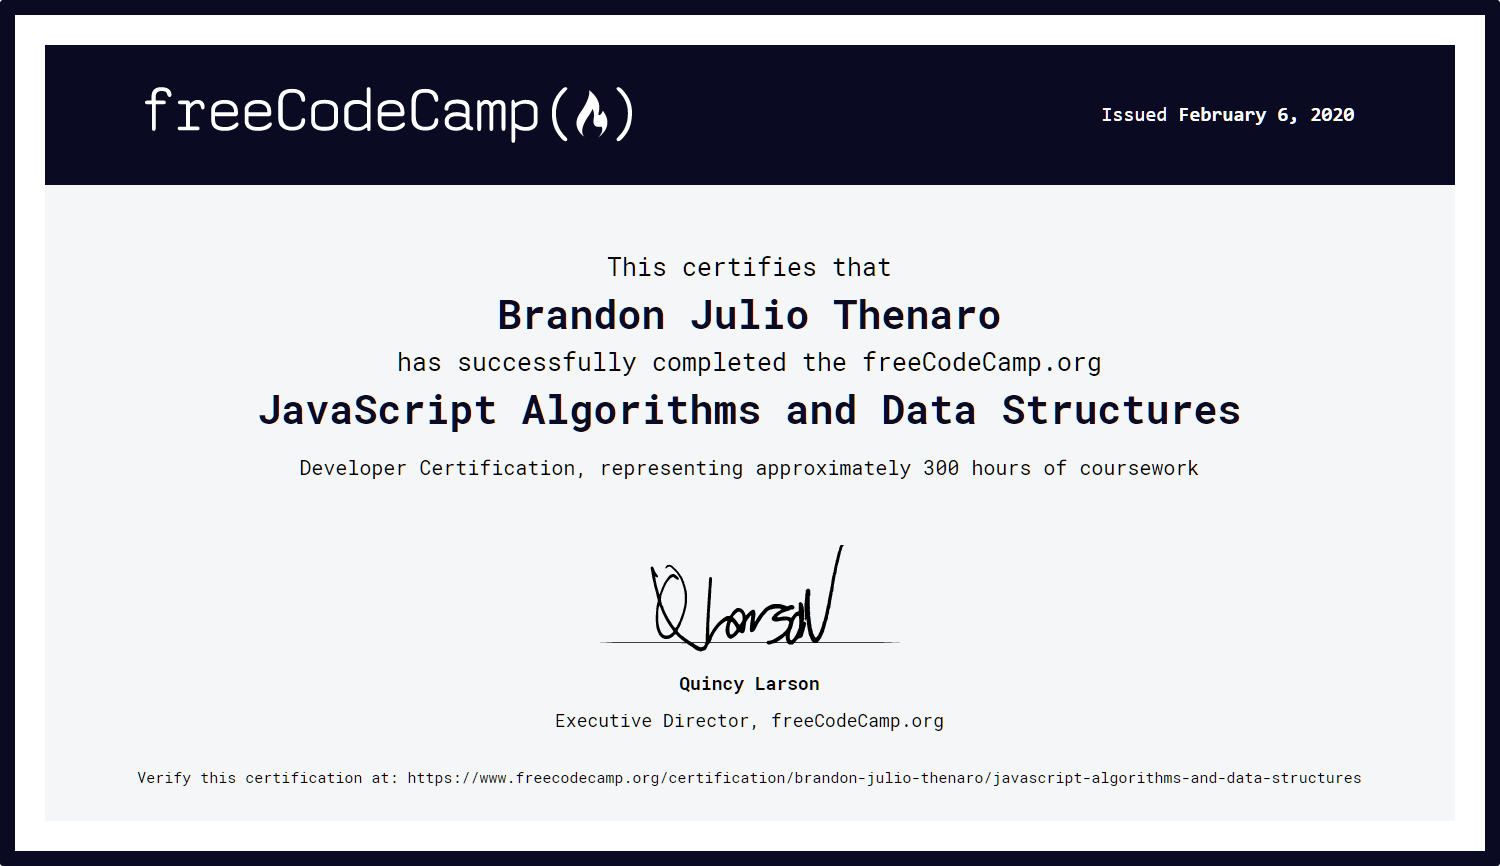 freeCodeCamp(🔥)
Issued February 6, 2020
This certifies that
Brandon Julio Thenaro
has successfully completed the freeCodeCamp.org
JavaScript Algorithms and Data Structures
Developer Certification, representing approximately 300 hours of coursework
Q Larson
Quincy Larson
Executive Director, freeCodeCamp.org
Verify this certification at: https://www.freecodecamp.org/certification/brandon-julio-thenaro/javascript-algorithms-and-data-structures